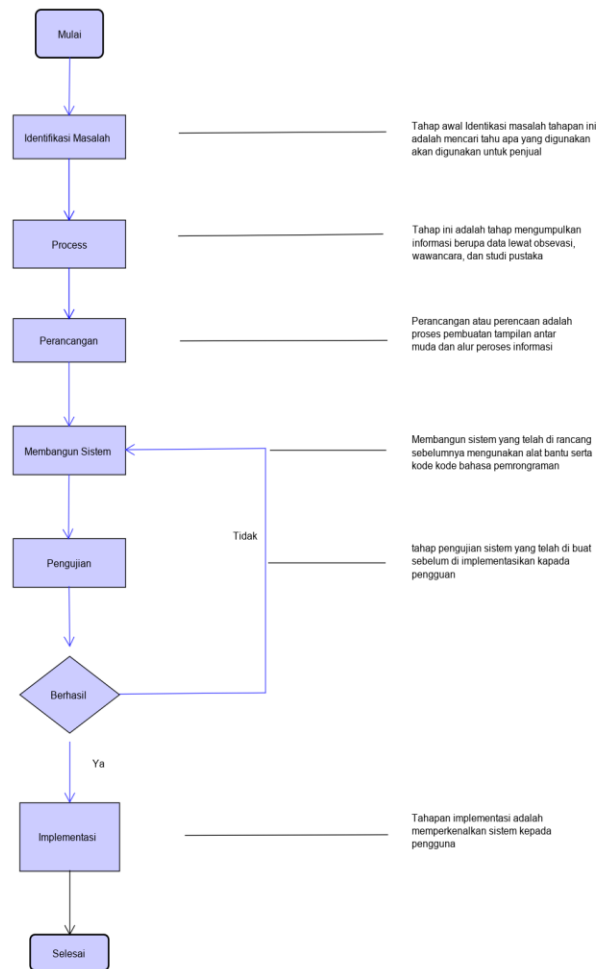 Mulai
Identifikasi Masalah
Tahap awal Identikasi masalah tahapan ini
adalah mencari tahu apa yang digunakan
akan digunakan untuk penjual
Process
Tahap ini adalah tahap mengumpulkan
informasi berupa data lewat obsevasi,
wawancara, dan studi pustaka
Perancangan
Perancangan atau perencaan adalah
proses pembuatan tampilan antar
muda dan alur peroses informasi
Membangun Sistem
Membangun sistem yang telah di rancang
sebelumnya mengunakan alat bantu serta
kode kode bahasa pemrongraman
Tidak
Pengujian
tahap pengujian sistem yang telah di buat
sebelum di implementasikan kapada
pengguan
Berhasil
Ya
Implementasi
Tahapan implementasi adalah
memperkenalkan sistem kepada
pengguna
Selesai